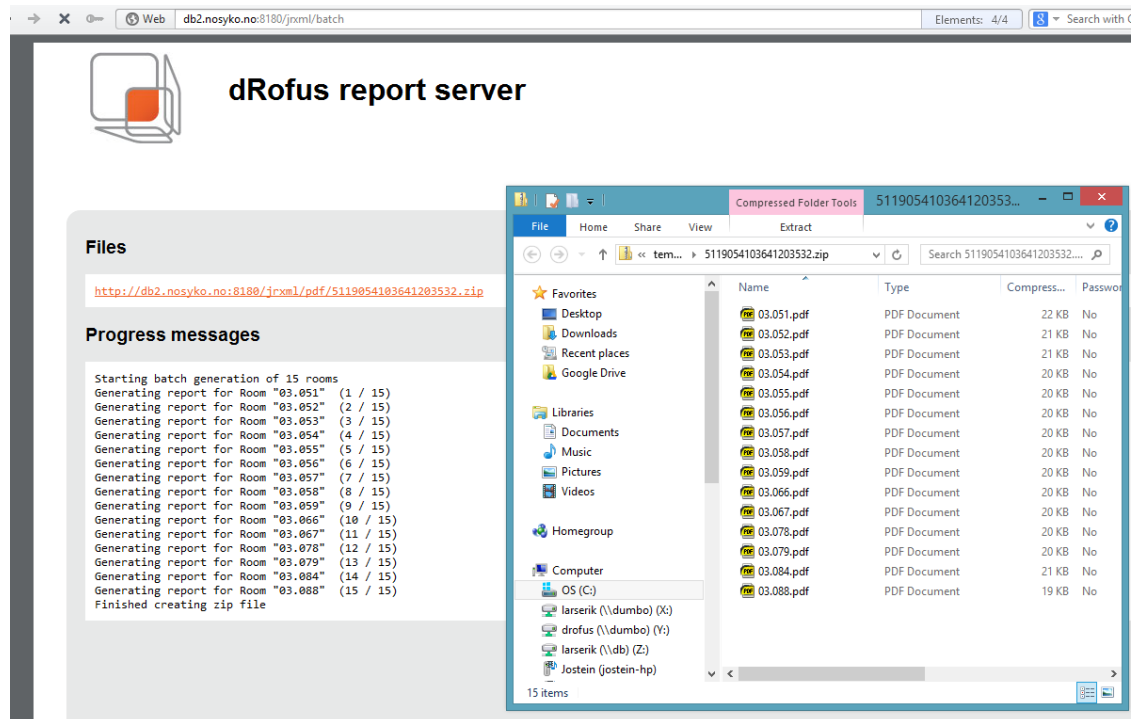 Web db2.nosyko.no:8180/jrxml/batch Elements: 4/4 8 Search with
dRofus report server
Files
http://db2.nosyko.no:8180/jrxml/pdf/5119054103641203532.zip
Progress messages
Starting batch generation of 15 rooms
Generating report for Room "03.051" (1 / 15)
Generating report for Room "03.052" (2 / 15)
Generating report for Room "03.053" (3 / 15)
Generating report for Room "03.054" (4 / 15)
Generating report for Room "03.055" (5 / 15)
Generating report for Room "03.056" (6 / 15)
Generating report for Room "03.057" (7 / 15)
Generating report for Room "03.058" (8 / 15)
Generating report for Room "03.059" (9 / 15)
Generating report for Room "03.066" (10 / 15)
Generating report for Room "03.067" (11 / 15)
Generating report for Room "03.078" (12 / 15)
Generating report for Room "03.079" (13 / 15)
Generating report for Room "03.084" (14 / 15)
Generating report for Room "03.088" (15 / 15)
Finished creating zip file
Compressed Folder Tools 511905410364120353...
File Home Share View Extract
« tem... 5119054103641203532.zip Search 5119054103641203532....
Favorites
Desktop
Downloads
Recent places
Google Drive
Libraries
Documents
Music
Pictures
Videos
Homegroup
Computer
OS (C:)
larserik (\\dumbo) (X:)
drofus (\\dumbo) (Y:)
larserik (\\db) (Z:)
Jostein (jostein-hp)
Name Type Compress... Passwor
03.051.pdf PDF Document 22 KB No
03.052.pdf PDF Document 21 KB No
03.053.pdf PDF Document 21 KB No
03.054.pdf PDF Document 20 KB No
03.055.pdf PDF Document 20 KB No
03.056.pdf PDF Document 20 KB No
03.057.pdf PDF Document 20 KB No
03.058.pdf PDF Document 20 KB No
03.059.pdf PDF Document 20 KB No
03.066.pdf PDF Document 20 KB No
03.067.pdf PDF Document 20 KB No
03.078.pdf PDF Document 20 KB No
03.079.pdf PDF Document 20 KB No
03.084.pdf PDF Document 21 KB No
03.088.pdf PDF Document 19 KB No
15 items